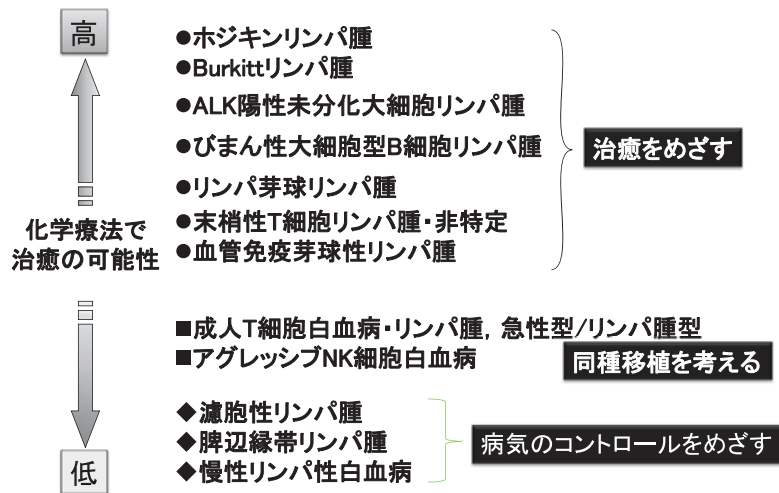 高
●ホジキンリンパ腫
●Burkittリンパ腫
●ALK陽性未分化大細胞リンパ腫
●びまん性大細胞型B細胞リンパ腫
●リンパ芽球リンパ腫
●末梢性T細胞リンパ腫・非特定
●血管免疫芽球性リンパ腫
治癒をめざす
化学療法で
治癒の可能性
■成人T細胞白血病・リンパ腫，急性型/リンパ腫型
■アグレッシブNK細胞白血病
同種移植を考える
◆濾胞性リンパ腫
◆脾辺縁帯リンパ腫
◆慢性リンパ性白血病
病気のコントロールをめざす
低